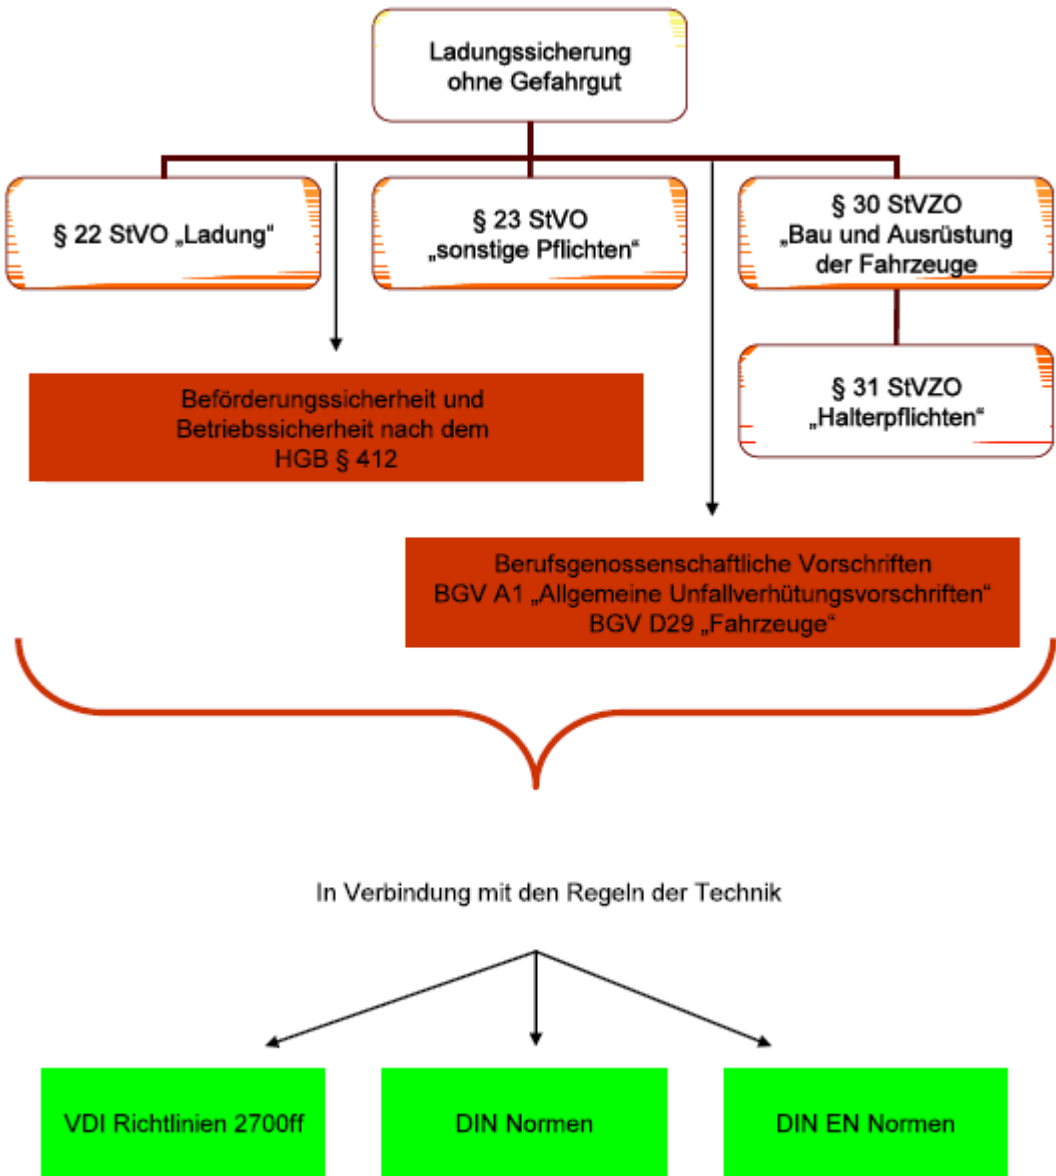 Ladungssicherung
ohne Gefahrgut
§ 22 StVO „Ladung“
§ 23 StVO
„sonstige Pflichten“
§ 30 StVZO
„Bau und Ausrüstung
der Fahrzeuge
§ 31 StVZO
„Halterpflichten“
Beförderungssicherheit und
Betriebssicherheit nach dem
HGB § 412
Berufsgenossenschaftliche Vorschriften
BGV A1 „Allgemeine Unfallverhütungsvorschriften“
BGV D29 „Fahrzeuge“
In Verbindung mit den Regeln der Technik
VDI Richtlinien 2700ff
DIN Normen
DIN EN Normen